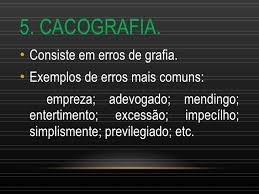 5. CACOGRAFIA.
• Consiste em erros de grafia.
• Exemplos de erros mais comuns:
empreza; adevogado; mendingo;
entertimento; excessão; impecílho;
simplismente; previlegiado; etc.